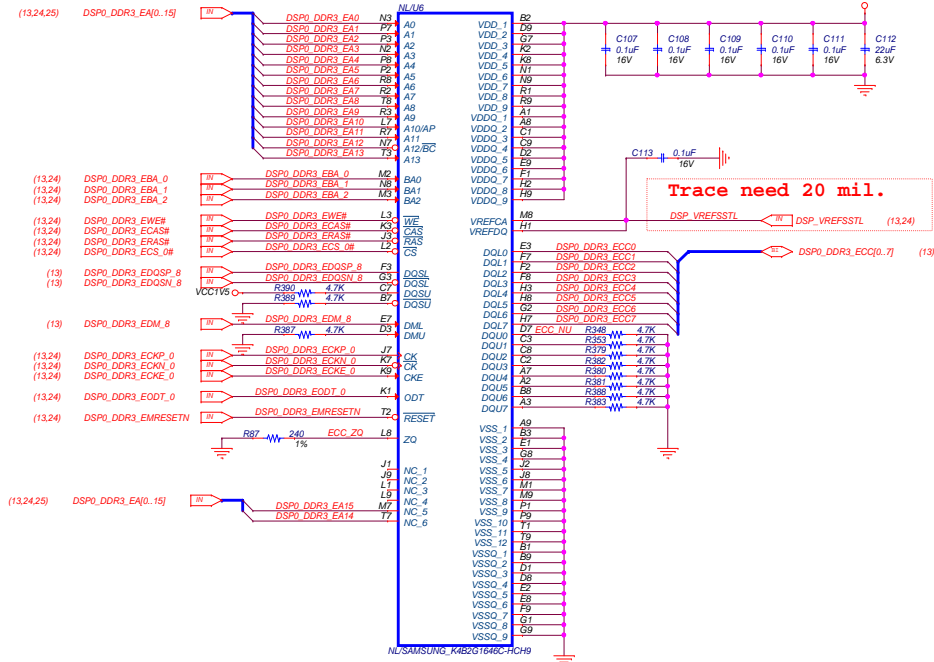 NL/U6
(13,24,25) DSP0_DDR3_EA[0..15] IN
DSP0_DDR3_EA0 N3 A0
DSP0_DDR3_EA1 P7 A1
DSP0_DDR3_EA2 P3 A2
DSP0_DDR3_EA3 N2 A3
DSP0_DDR3_EA4 P8 A4
DSP0_DDR3_EA5 P2 A5
DSP0_DDR3_EA6 R8 A6
DSP0_DDR3_EA7 R2 A7
DSP0_DDR3_EA8 T8 A8
DSP0_DDR3_EA9 R3 A9
DSP0_DDR3_EA10 L7 A10/AP
DSP0_DDR3_EA11 R7 A11
DSP0_DDR3_EA12 N7 A12/BC
DSP0_DDR3_EA13 T3 A13
(13,24) DSP0_DDR3_EBA_0 IN DSP0_DDR3_EBA_0 M2 BA0
(13,24) DSP0_DDR3_EBA_1 IN DSP0_DDR3_EBA_1 N8 BA1
(13,24) DSP0_DDR3_EBA_2 IN DSP0_DDR3_EBA_2 M3 BA2
(13,24) DSP0_DDR3_EWE# IN DSP0_DDR3_EWE# L3 WE
(13,24) DSP0_DDR3_ECAS# IN DSP0_DDR3_ECAS# K3 CAS
(13,24) DSP0_DDR3_ERAS# IN DSP0_DDR3_ERAS# J3 RAS
(13,24) DSP0_DDR3_ECS_0# IN DSP0_DDR3_ECS_0# L2 CS
(13) DSP0_DDR3_EDQSP_8 IN DSP0_DDR3_EDQSP_8 F3 DQSL
(13) DSP0_DDR3_EDQSN_8 IN DSP0_DDR3_EDQSN_8 G3 DQSL
VCC1V5 R390 4.7K C7 DQSU
R389 4.7K B7 DQSU
(13) DSP0_DDR3_EDM_8 IN DSP0_DDR3_EDM_8 E7 DML
R387 4.7K D3 DMU
(13,24) DSP0_DDR3_ECKP_0 IN DSP0_DDR3_ECKP_0 J7 CK
(13,24) DSP0_DDR3_ECKN_0 IN DSP0_DDR3_ECKN_0 K7 CK
(13,24) DSP0_DDR3_ECKE_0 IN DSP0_DDR3_ECKE_0 K9 CKE
(13,24) DSP0_DDR3_EODT_0 IN DSP0_DDR3_EODT_0 K1 ODT
(13,24) DSP0_DDR3_EMRESETN IN DSP0_DDR3_EMRESETN T2 RESET
R87 240 1% ECC_ZQ L8 ZQ
J1 NC_1
J9 NC_2
L1 NC_3
L9 NC_4
(13,24,25) DSP0_DDR3_EA[0..15] IN
DSP0_DDR3_EA15 M7 NC_5
DSP0_DDR3_EA14 T7 NC_6
VDD_1 B2
VDD_2 D9
VDD_3 G7
VDD_4 K2
VDD_5 K8
VDD_6 N1
VDD_7 N9
VDD_8 R1
VDD_9 R9
VDDQ_1 A1
VDDQ_2 A8
VDDQ_3 C1
VDDQ_4 C9
VDDQ_5 D2
VDDQ_6 E9
VDDQ_7 F1
VDDQ_8 H2
VDDQ_9 H9
C107 0.1uF 16V
C108 0.1uF 16V
C109 0.1uF 16V
C110 0.1uF 16V
C111 0.1uF 16V
C112 22uF 6.3V
C113 0.1uF 16V
Trace need 20 mil.
VREFCA M8 DSP_VREFSSTL IN DSP_VREFSSTL (13,24)
VREFDQ H1
DQL0 E3 DSP0_DDR3_ECC0 DSP0_DDR3_ECC[0..7] (13)
DQL1 F7 DSP0_DDR3_ECC1
DQL2 F2 DSP0_DDR3_ECC2
DQL3 F8 DSP0_DDR3_ECC3
DQL4 H3 DSP0_DDR3_ECC4
DQL5 H8 DSP0_DDR3_ECC5
DQL6 G2 DSP0_DDR3_ECC6
DQL7 H7 DSP0_DDR3_ECC7
DQU0 D7 ECC_NU R348 4.7K
DQU1 C3 R353 4.7K
DQU2 C8 R379 4.7K
DQU3 C2 R382 4.7K
DQU4 A7 R380 4.7K
DQU5 A2 R381 4.7K
DQU6 B8 R388 4.7K
DQU7 A3 R383 4.7K
VSS_1 A9
VSS_2 B3
VSS_3 E1
VSS_4 G8
VSS_5 J2
VSS_6 J8
VSS_7 M1
VSS_8 M9
VSS_9 P1
VSS_10 P9
VSS_11 T1
VSS_12 T9
VSSQ_1 B1
VSSQ_2 B9
VSSQ_3 D1
VSSQ_4 D8
VSSQ_5 E2
VSSQ_6 E8
VSSQ_7 F9
VSSQ_8 G1
VSSQ_9 G9
NL/SAMSUNG_K4B2G1646C-HCH9